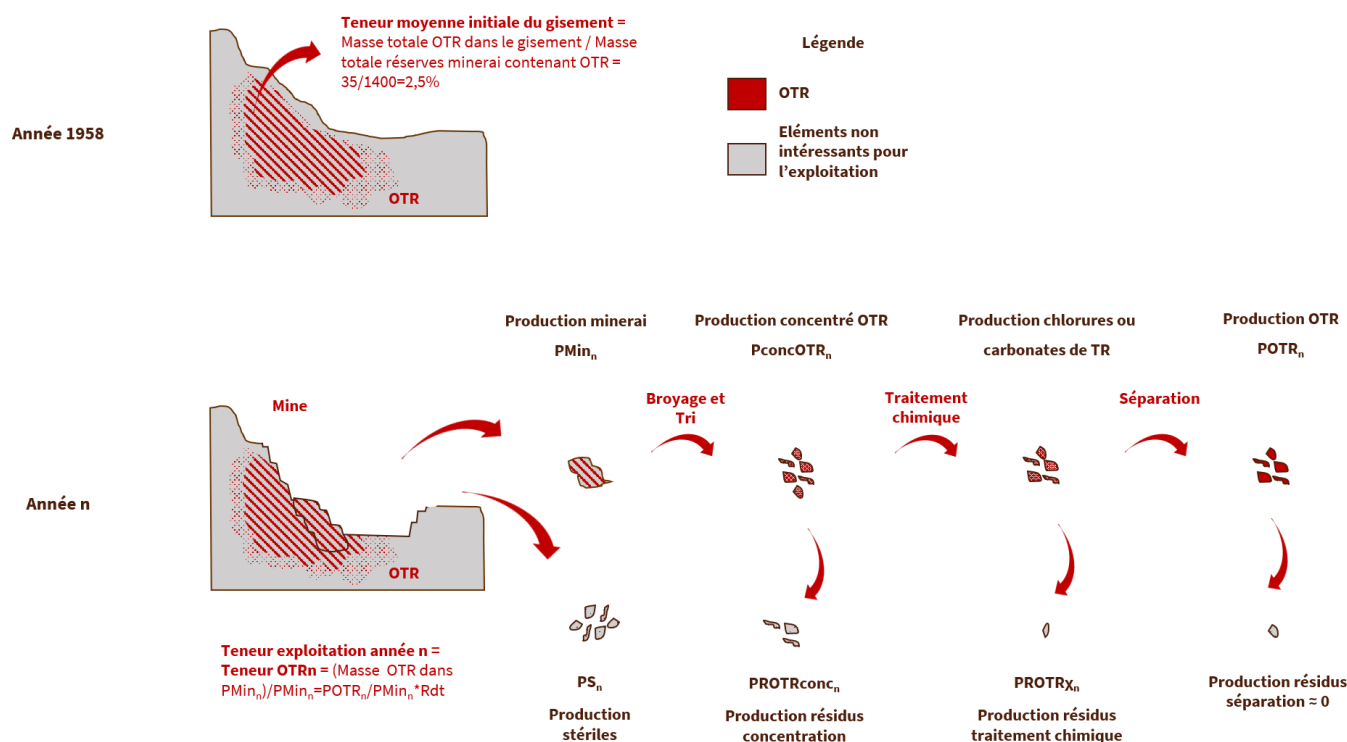 Teneur moyenne initiale du gisement =
Masse totale OTR dans le gisement / Masse
totale réserves minerai contenant OTR =
35/1400=2,5%
Légende
OTR
Eléments non
intéressants pour
l'exploitation
Année 1958
OTR
Production minerai
PMinₙ
Production concentré OTR
PconcOTRₙ
Production chlorures ou
carbonates de TR
Production OTR
POTRₙ
Mine
Broyage et
Tri
Traitement
chimique
Séparation
Année n
OTR
Teneur exploitation année n =
Teneur OTRn = (Masse OTR dans
PMinₙ)/PMinₙ=POTRₙ/PMinₙ*Rdt
PSₙ
Production
stériles
PROTRconcₙ
Production résidus
concentration
PROTRχₙ
Production résidus
traitement chimique
Production résidus
séparation ≈ 0